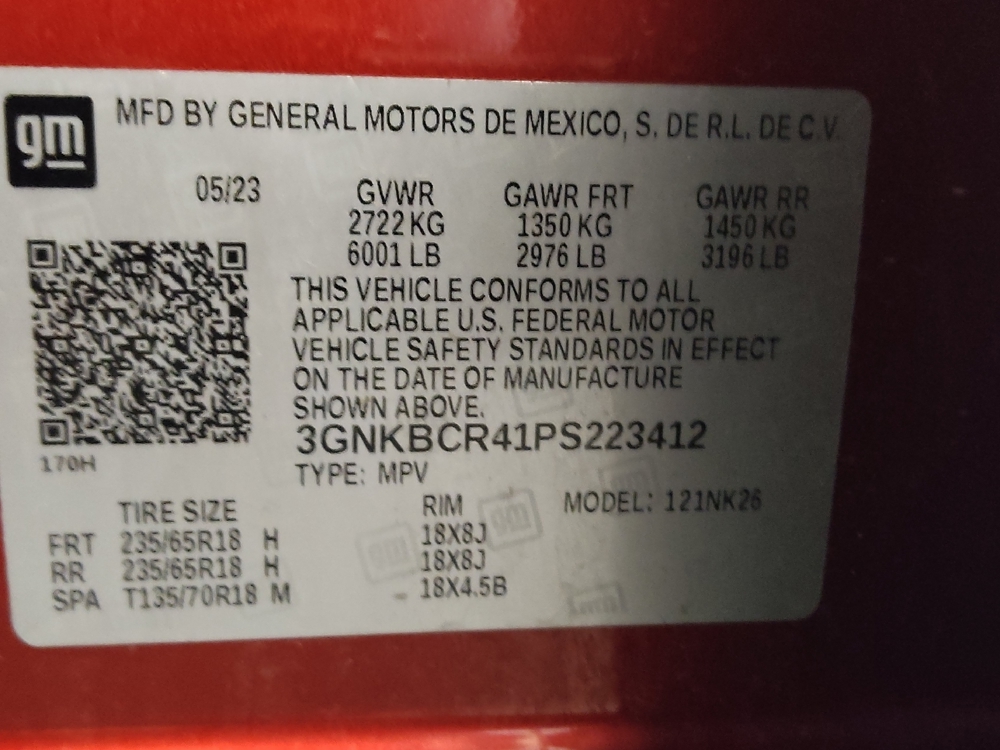 gm
MFD BY GENERAL MOTORS DE MEXICO, S. DE R.L. DE C.V.
05/23 GVWR GAWR FRT GAWR RR
2722 KG 1350 KG 1450 KG
6001 LB 2976 LB 3196 LB
THIS VEHICLE CONFORMS TO ALL
APPLICABLE U.S. FEDERAL MOTOR
VEHICLE SAFETY STANDARDS IN EFFECT
ON THE DATE OF MANUFACTURE
SHOWN ABOVE.
3GNKBCR41PS223412
170H
TYPE: MPV
TIRE SIZE RIM MODEL: 121NK26
FRT 235/65R18 H 18X8J
RR 235/65R18 H 18X8J
SPA T135/70R18 M 18X4.5B